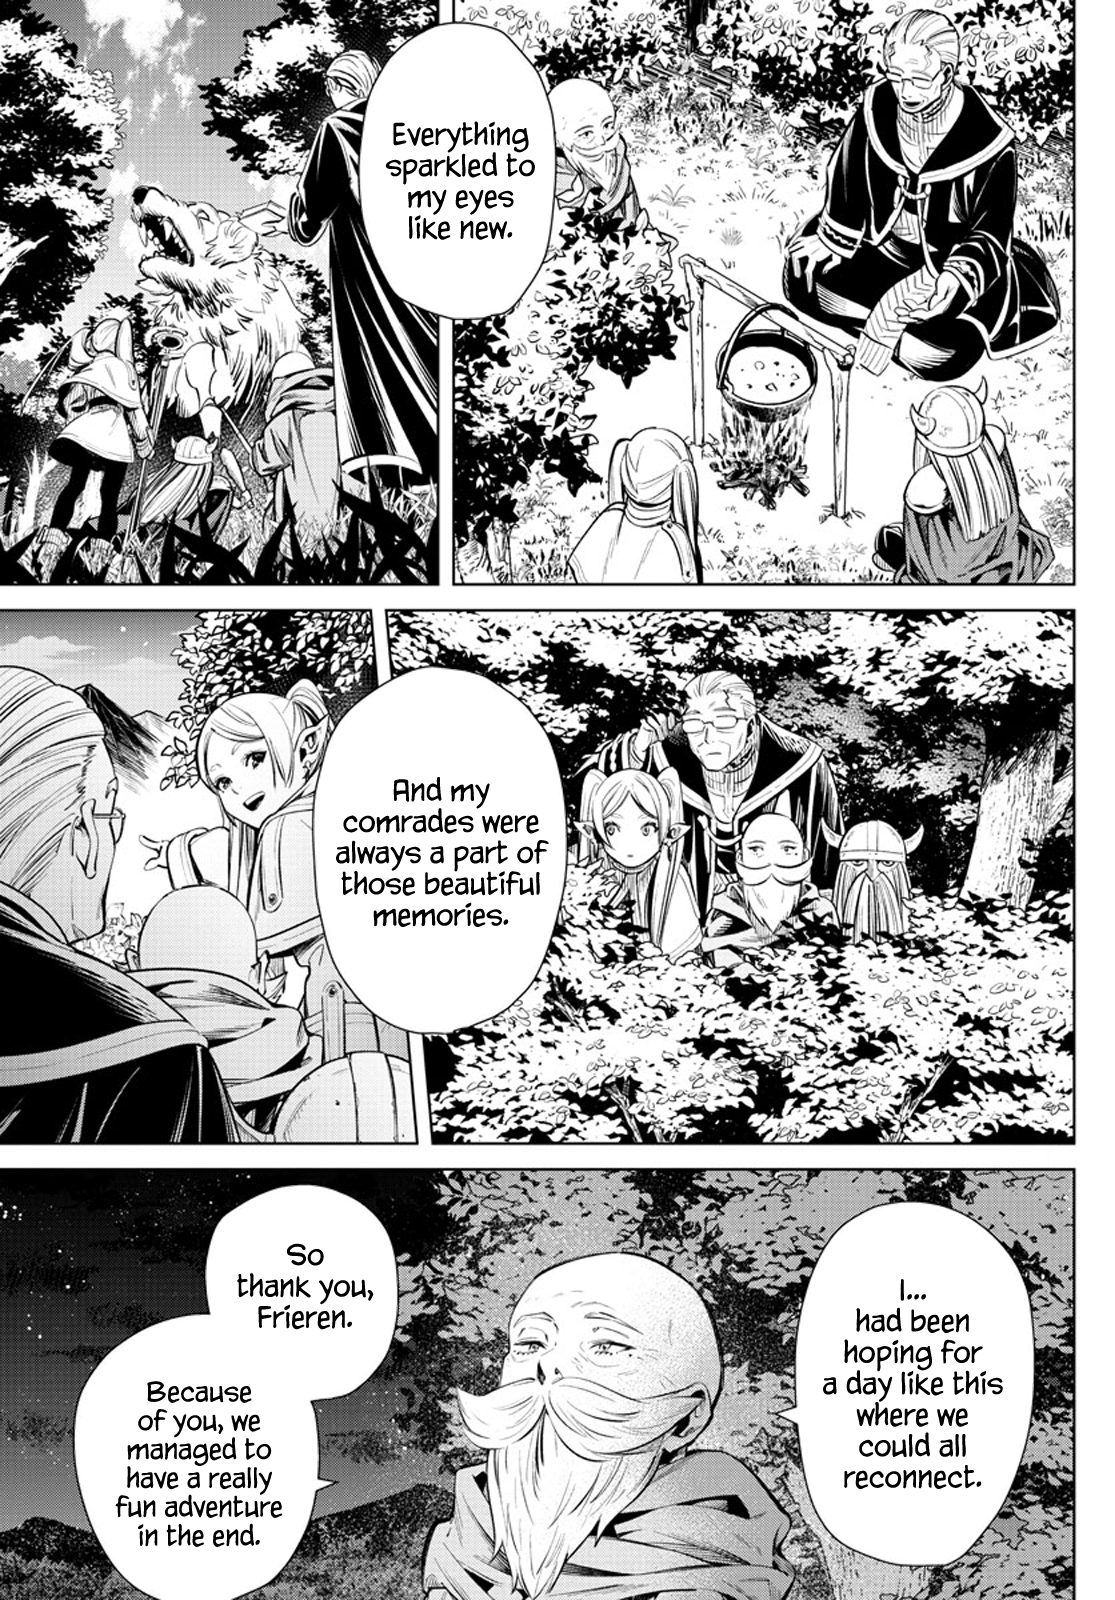 Everything
sparkled to
my eyes
like new.
And my
comrades were
always a part of
those beautiful
memories.
I...
had been
hoping for
a day like this
where we
could all
reconnect.
So
thank you,
Frieren.
Because
of you, we
managed to
have a really
fun adventure
in the end.